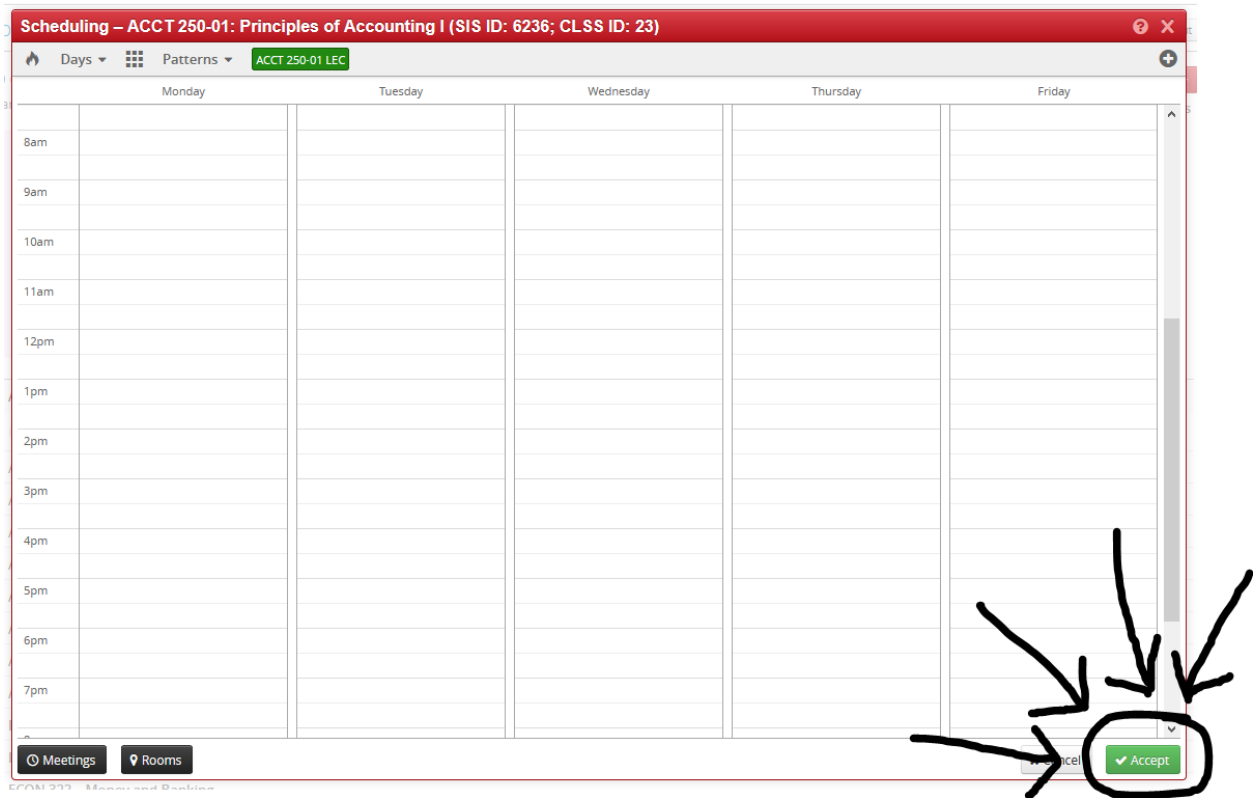 Scheduling – ACCT 250-01: Principles of Accounting I (SIS ID: 6236; CLSS ID: 23)
Days Patterns ACCT 250-01 LEC
Monday Tuesday Wednesday Thursday Friday
8am
9am
10am
11am
12pm
1pm
2pm
3pm
4pm
5pm
6pm
7pm
Meetings Rooms Accept
ECON 322 Money and Banking